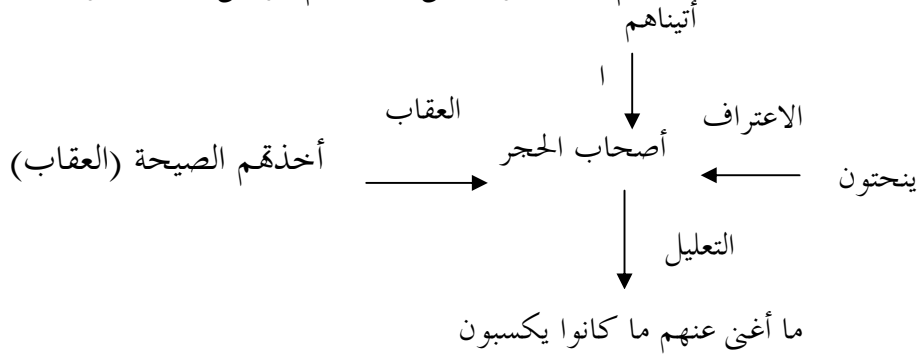 أتيناهم
ا
العقاب
الاعتراف
أصحاب الحجر
أخذتهم الصيحة (العقاب)
ينحتون
التعليل
ما أغنى عنهم ما كانوا يكسبون